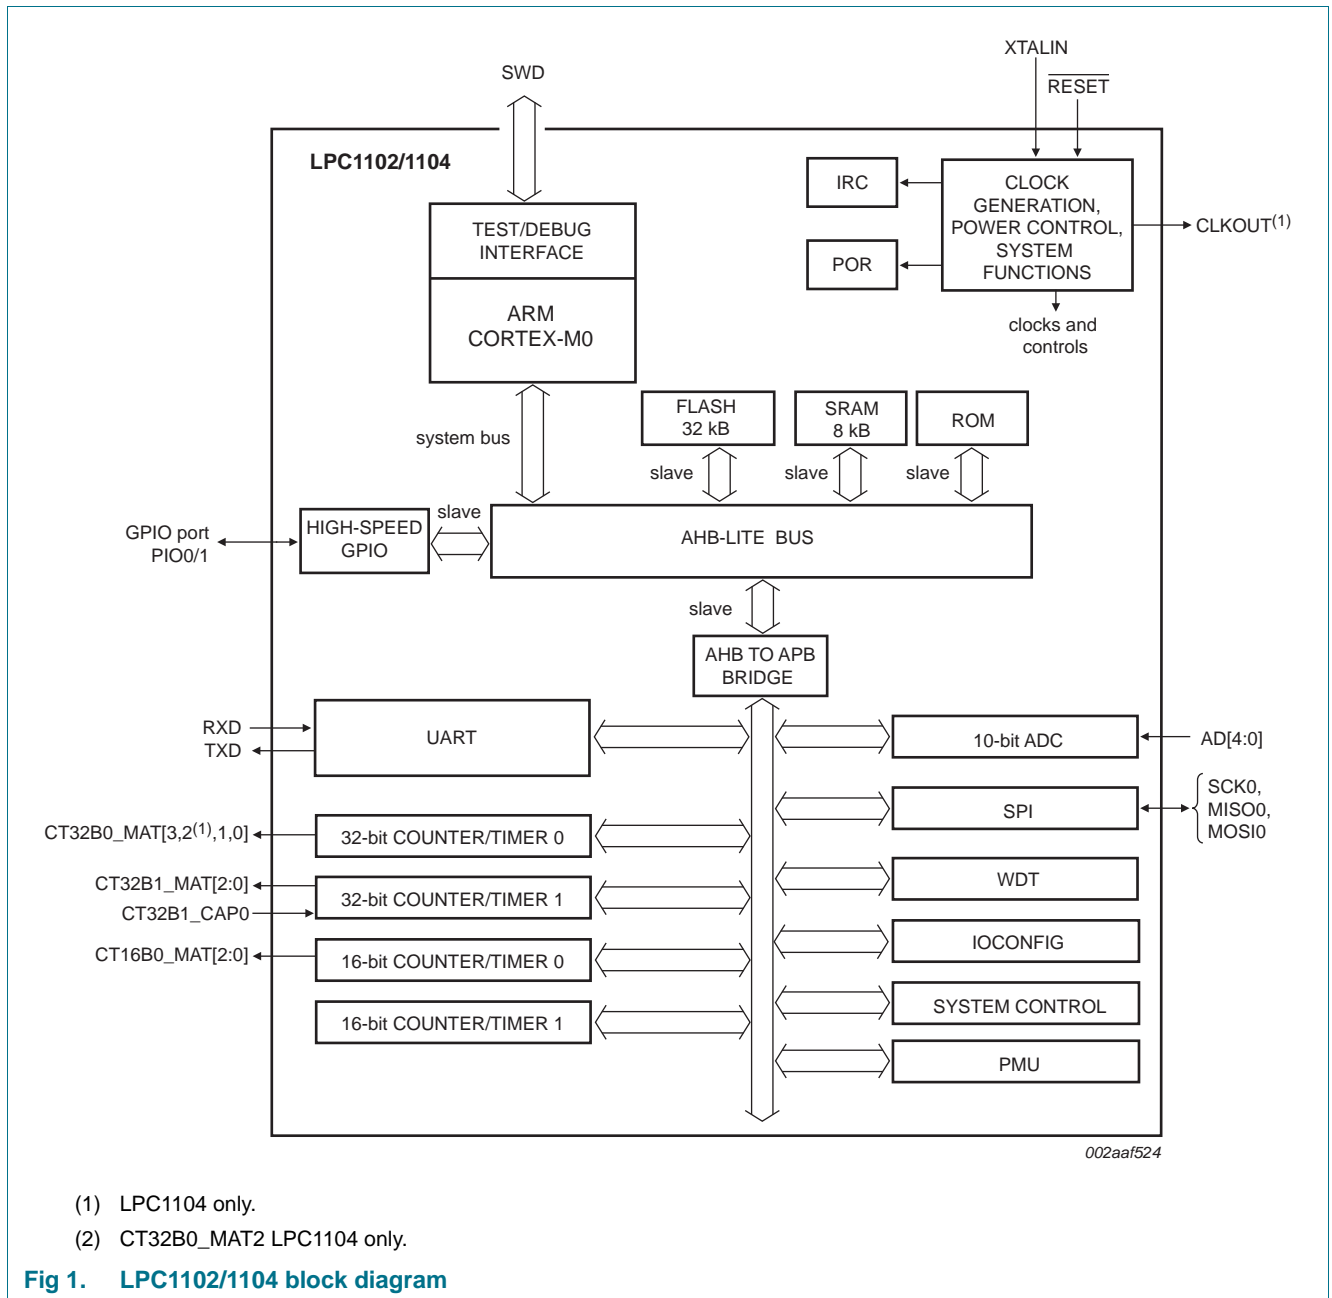 XTALIN
SWD
RESET
LPC1102/1104
IRC
CLOCK
GENERATION,
POWER CONTROL,
SYSTEM
FUNCTIONS
CLKOUT(1)
TEST/DEBUG
INTERFACE
POR
ARM
CORTEX-M0
clocks and
controls
FLASH
32 kB
SRAM
8 kB
ROM
system bus
slave
slave
slave
slave
GPIO port
PIO0/1
HIGH-SPEED
GPIO
AHB-LITE BUS
slave
AHB TO APB
BRIDGE
RXD
TXD
UART
10-bit ADC
AD[4:0]
SPI
SCK0,
MISO0,
MOSI0
CT32B0_MAT[3,2(1),1,0]
32-bit COUNTER/TIMER 0
WDT
CT32B1_MAT[2:0]
CT32B1_CAP0
32-bit COUNTER/TIMER 1
IOCONFIG
CT16B0_MAT[2:0]
16-bit COUNTER/TIMER 0
SYSTEM CONTROL
16-bit COUNTER/TIMER 1
PMU
002aaf524
(1) LPC1104 only.
(2) CT32B0_MAT2 LPC1104 only.
Fig 1. LPC1102/1104 block diagram